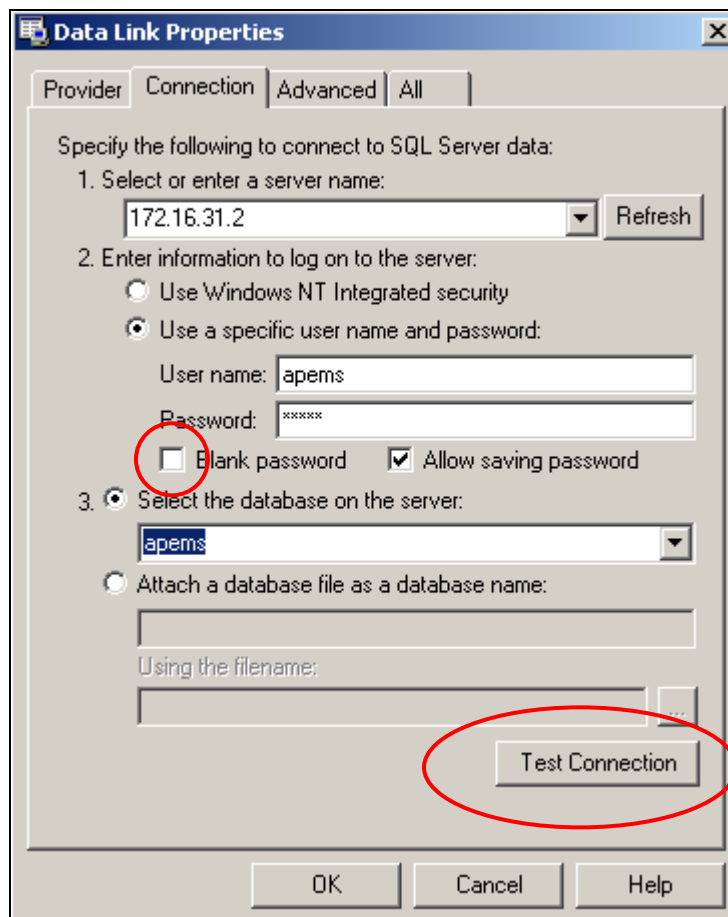 Data Link Properties
Provider Connection Advanced All
Specify the following to connect to SQL Server data:
1. Select or enter a server name:
172.16.31.2 Refresh
2. Enter information to log on to the server:
Use Windows NT Integrated security
Use a specific user name and password:
User name: apems
Password: *****
Blank password Allow saving password
3. Select the database on the server:
apems
Attach a database file as a database name:
Using the filename:
...
Test Connection
OK Cancel Help